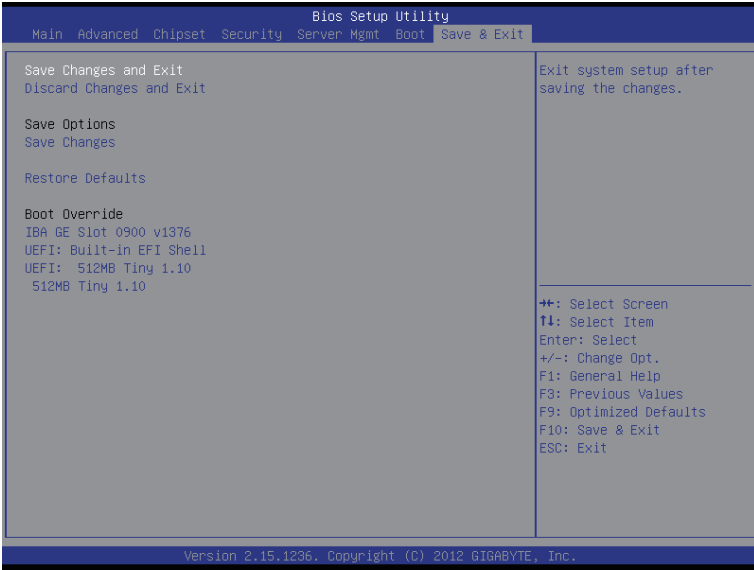 Bios Setup Utility
Main Advanced Chipset Security Server Mgmt Boot Save & Exit
Save Changes and Exit
Discard Changes and Exit
Save Options
Save Changes
Restore Defaults
Boot Override
IBA GE Slot 0900 v1376
UEFI: Built-in EFI Shell
UEFI:  512MB Tiny 1.10
512MB Tiny 1.10
Exit system setup after
saving the changes.
→←: Select Screen
↑↓: Select Item
Enter: Select
+/-: Change Opt.
F1: General Help
F3: Previous Values
F9: Optimized Defaults
F10: Save & Exit
ESC: Exit
Version 2.15.1236. Copyright (C) 2012 GIGABYTE, Inc.